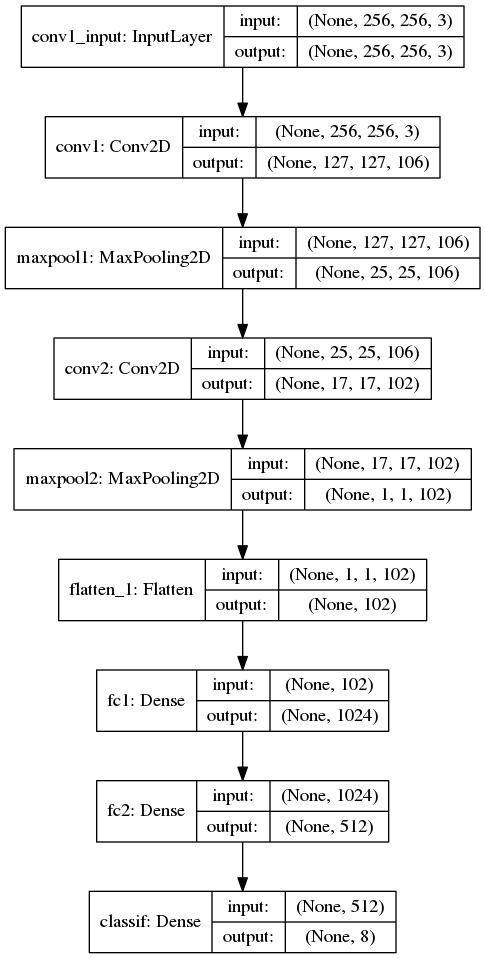 conv1_input: InputLayer
input: (None, 256, 256, 3)
output: (None, 256, 256, 3)
conv1: Conv2D
input: (None, 256, 256, 3)
output: (None, 127, 127, 106)
maxpool1: MaxPooling2D
input: (None, 127, 127, 106)
output: (None, 25, 25, 106)
conv2: Conv2D
input: (None, 25, 25, 106)
output: (None, 17, 17, 102)
maxpool2: MaxPooling2D
input: (None, 17, 17, 102)
output: (None, 1, 1, 102)
flatten_1: Flatten
input: (None, 1, 1, 102)
output: (None, 102)
fc1: Dense
input: (None, 102)
output: (None, 1024)
fc2: Dense
input: (None, 1024)
output: (None, 512)
classif: Dense
input: (None, 512)
output: (None, 8)